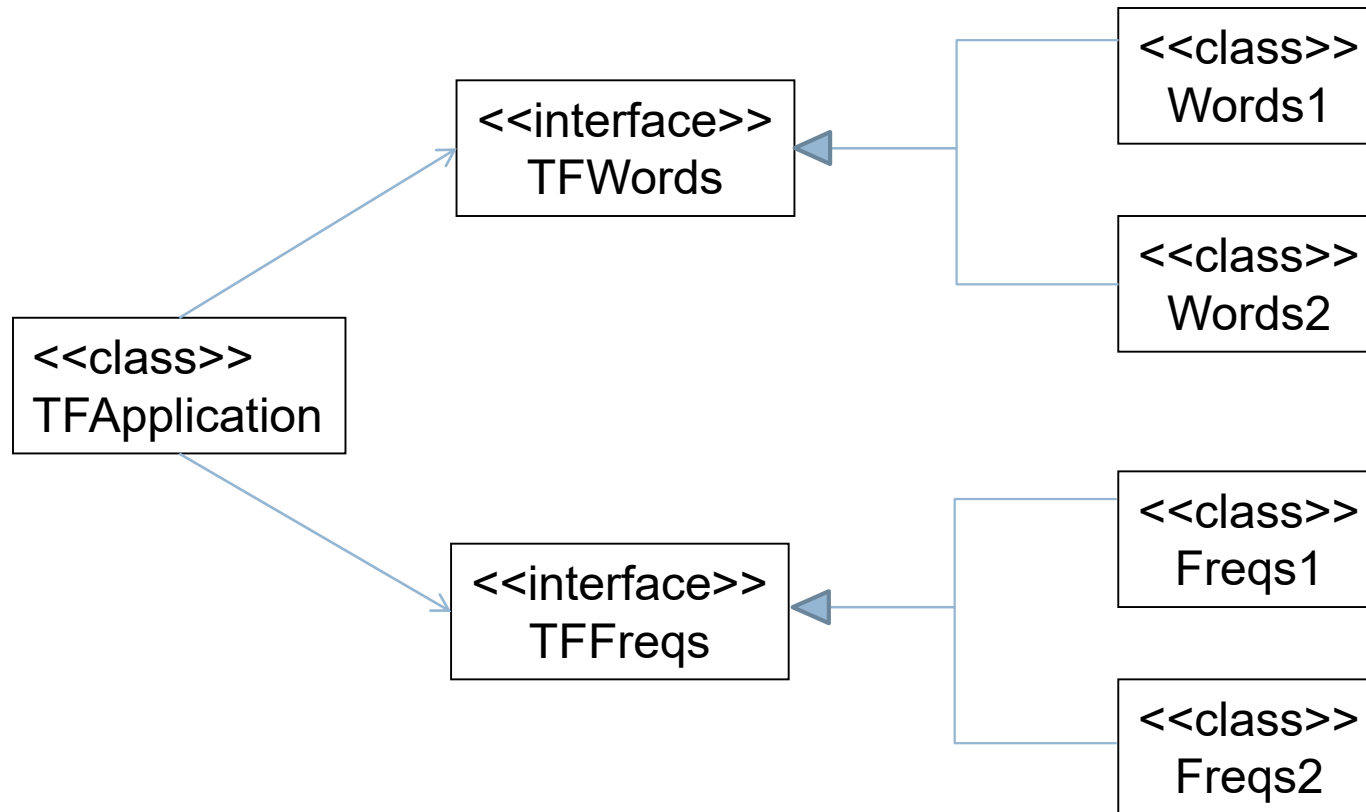 <<class>>
Words1
<<interface>>
TFWords
<<class>>
Words2
<<class>>
TFApplication
<<class>>
Freqs1
<<interface>>
TFFreqs
<<class>>
Freqs2